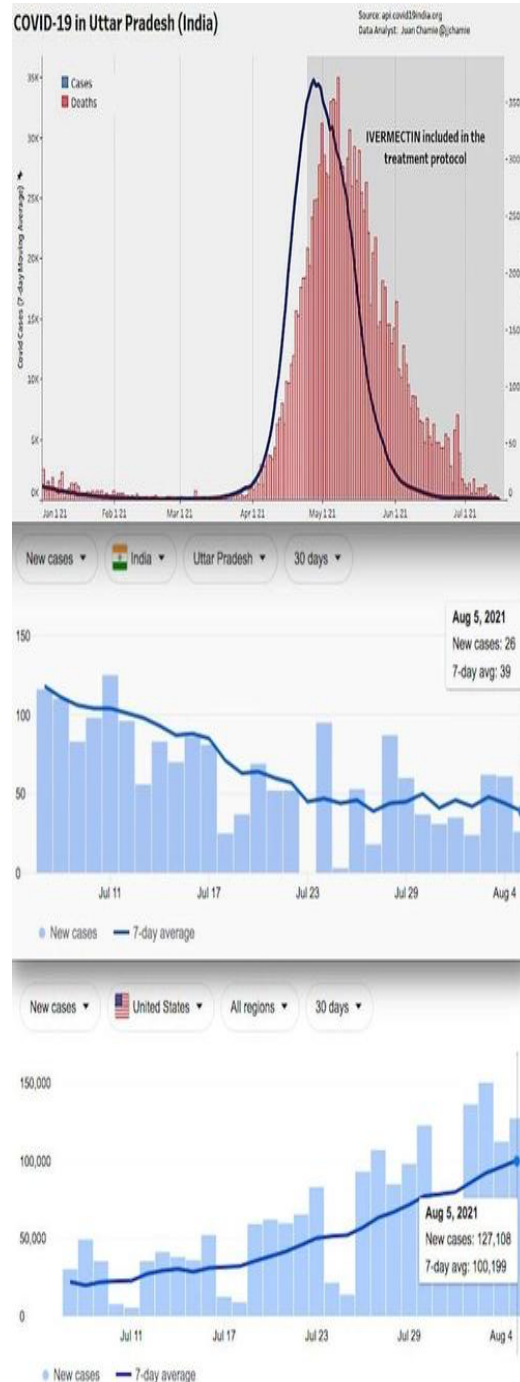 COVID-19 in Uttar Pradesh (India)
Source: api.covid19india.org
Data Analyst: Juan Chamie @jjchamie
Cases
Deaths
IVERMECTIN included in the
treatment protocol
Covid Cases (7-day Moving Average)
35K
30K
25K
20K
15K
10K
5K
0K
350
300
250
200
150
100
50
0
Jan 1 21
Feb 1 21
Mar 1 21
Apr 1 21
May 1 21
Jun 1 21
Jul 1 21
New cases
India
Uttar Pradesh
30 days
Aug 5, 2021
New cases: 26
7-day avg: 39
150
100
50
0
Jul 11
Jul 17
Jul 23
Jul 29
Aug 4
New cases
7-day average
New cases
United States
All regions
30 days
150,000
100,000
50,000
0
Aug 5, 2021
New cases: 127,108
7-day avg: 100,199
Jul 11
Jul 17
Jul 23
Jul 29
Aug 4
New cases
7-day average